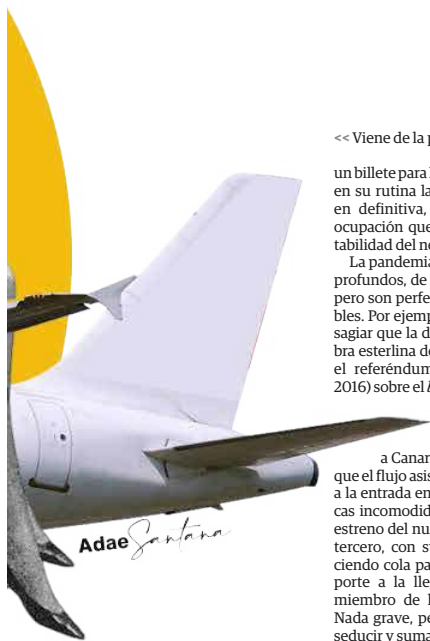 << Viene de la p
un billete para
en su rutina la
en definitiva,
ocupación que
tabilidad del ne
La pandemia
profundos, de
pero son perfe
bles. Por ejemp
sagiar que la d
bra esterlina de
el referéndum
2016) sobre el
a Canar
que el flujo asis
a la entrada en
cas incomodid
estreno del nu
tercero, con su
ciendo cola pa
porte a la lle
miembro de l
Nada grave, pe
seducir y suma
Adae Santana